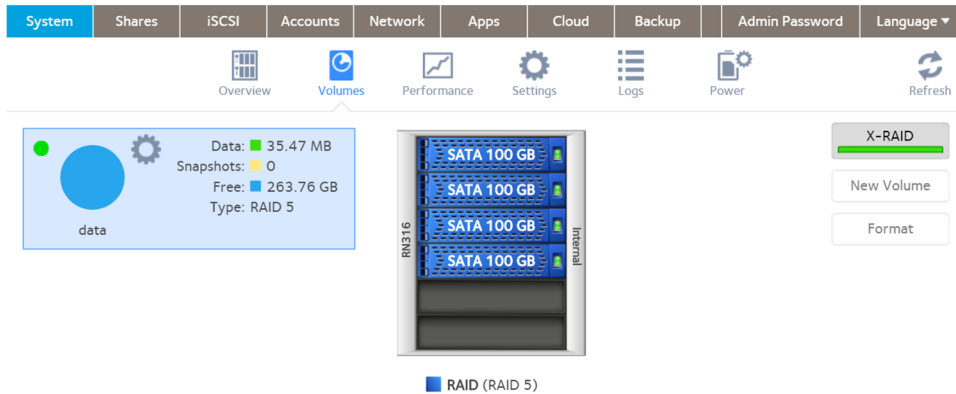 System Shares iSCSI Accounts Network Apps Cloud Backup Admin Password Language
Overview Volumes Performance Settings Logs Power Refresh
Data: 35.47 MB
Snapshots: 0
Free: 263.76 GB
Type: RAID 5
data
RN316
SATA 100 GB
SATA 100 GB
SATA 100 GB
SATA 100 GB
Internal
RAID (RAID 5)
X-RAID
New Volume
Format